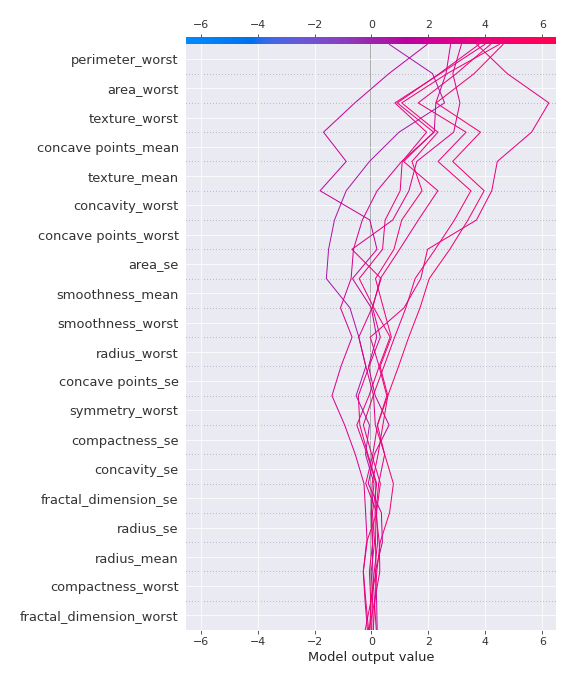 −6 −4 −2 0 2 4 6
perimeter_worst
area_worst
texture_worst
concave points_mean
texture_mean
concavity_worst
concave points_worst
area_se
smoothness_mean
smoothness_worst
radius_worst
concave points_se
symmetry_worst
compactness_se
concavity_se
fractal_dimension_se
radius_se
radius_mean
compactness_worst
fractal_dimension_worst
−6 −4 −2 0 2 4 6
Model output value